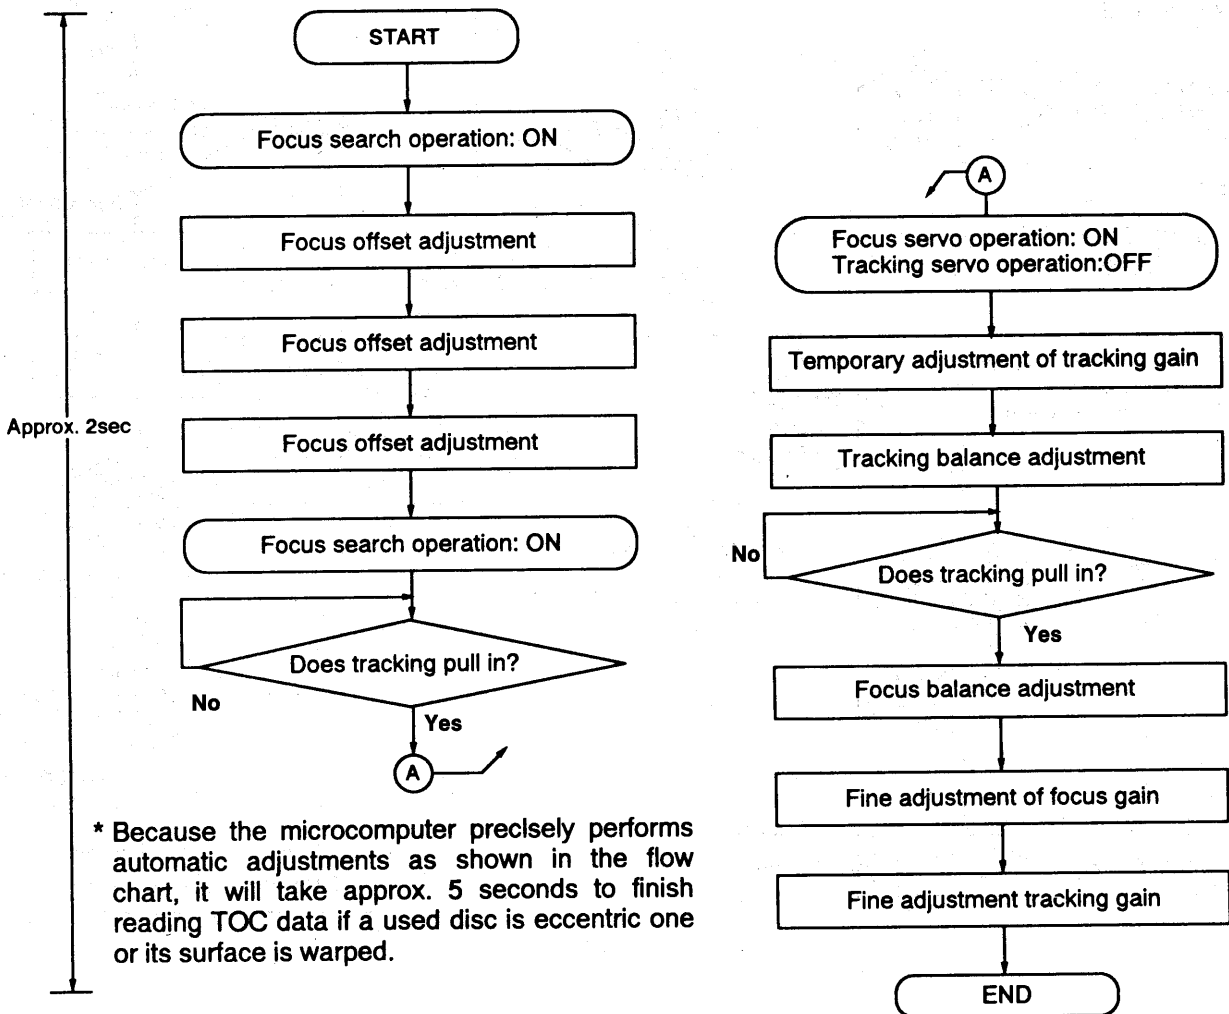 START
Focus search operation: ON
Focus offset adjustment
Focus offset adjustment
Focus offset adjustment
Approx. 2sec
Focus search operation: ON
Does tracking pull in?
No
Yes
A
* Because the microcomputer precisely performs
automatic adjustments as shown in the flow
chart, it will take approx. 5 seconds to finish
reading TOC data if a used disc is eccentric one
or its surface is warped.
A
Focus servo operation: ON
Tracking servo operation:OFF
Temporary adjustment of tracking gain
Tracking balance adjustment
No
Does tracking pull in?
Yes
Focus balance adjustment
Fine adjustment of focus gain
Fine adjustment tracking gain
END